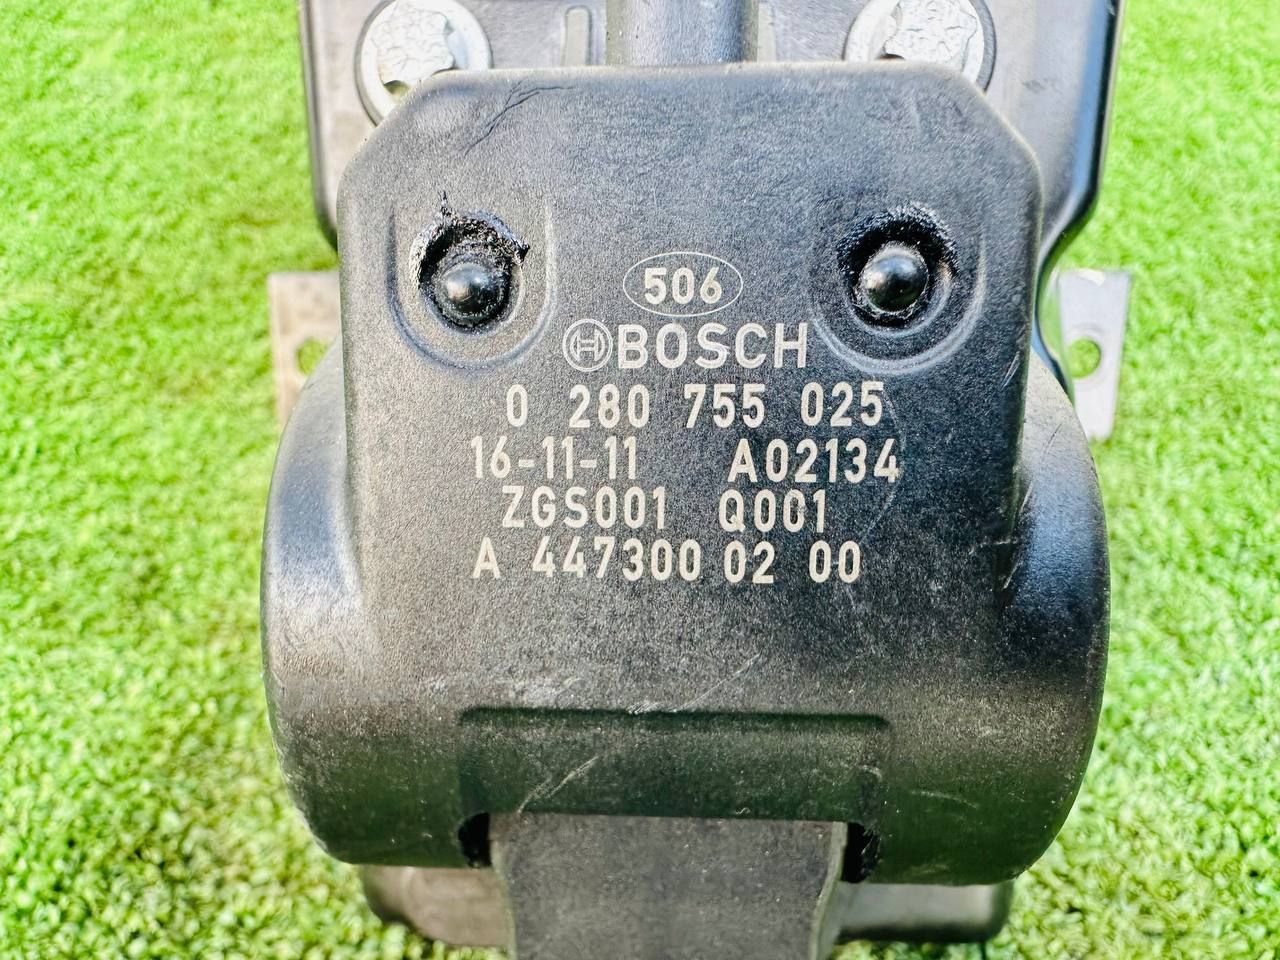 506
BOSCH
0 280 755 025
16-11-11 A02134
ZGS001 Q001
A 447300 02 00